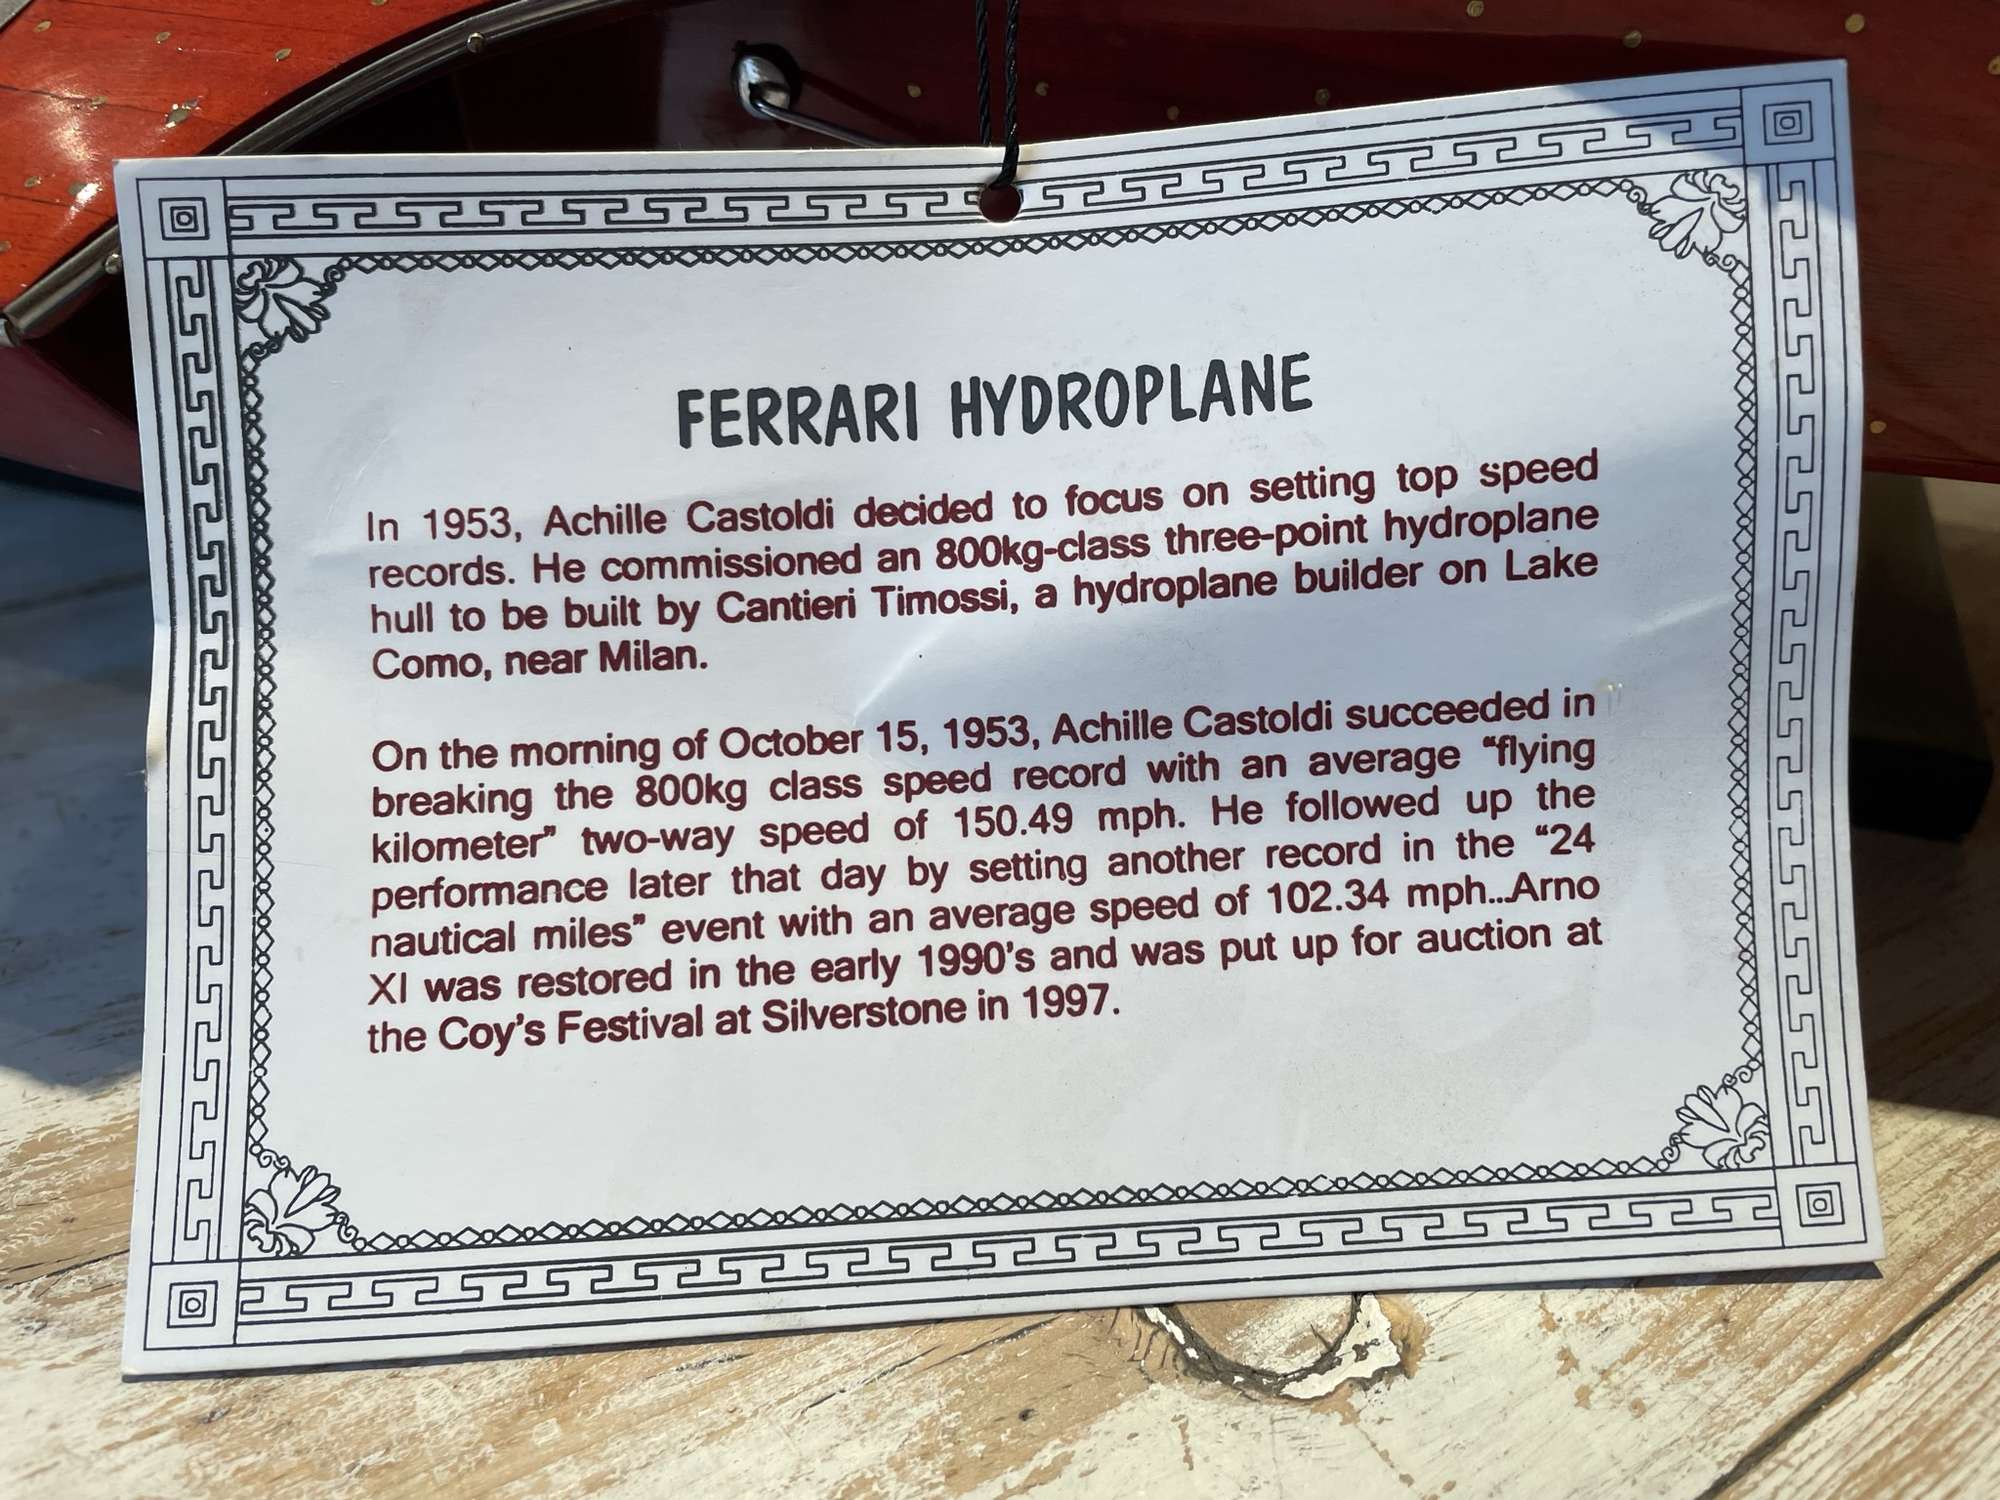 FERRARI HYDROPLANE
In 1953, Achille Castoldi decided to focus on setting top speed
records. He commissioned an 800kg-class three-point hydroplane
hull to be built by Cantieri Timossi, a hydroplane builder on Lake
Como, near Milan.
On the morning of October 15, 1953, Achille Castoldi succeeded in
breaking the 800kg class speed record with an average “flying
kilometer” two-way speed of 150.49 mph. He followed up the
performance later that day by setting another record in the “24
nautical miles” event with an average speed of 102.34 mph...Arno
XI was restored in the early 1990’s and was put up for auction at
the Coy’s Festival at Silverstone in 1997.